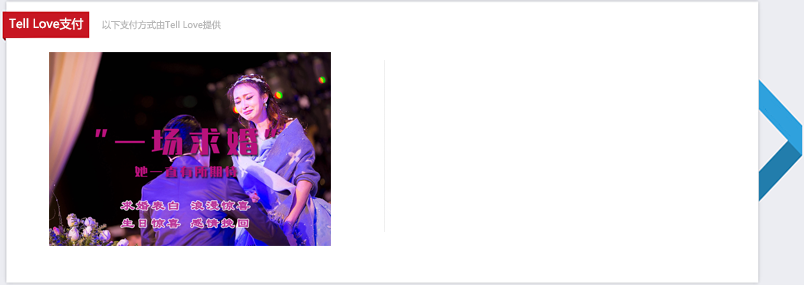 Tell Love支付
以下支付方式由Tell Love提供
"一场求婚"
她一直有所期待
求婚表白 浪漫惊喜
生日惊喜 感情挽回